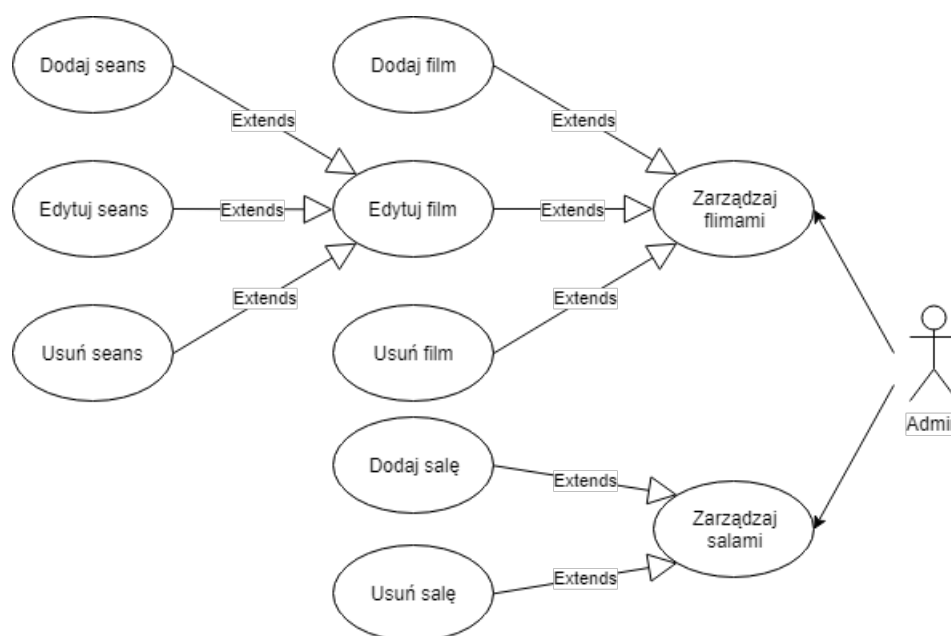 Dodaj seans
Dodaj film
Extends
Extends
Edytuj seans
Extends
Edytuj film
Extends
Zarządzaj
flimami
Extends
Extends
Usuń seans
Usuń film
Admi
Dodaj salę
Extends
Zarządzaj
salami
Extends
Usuń salę